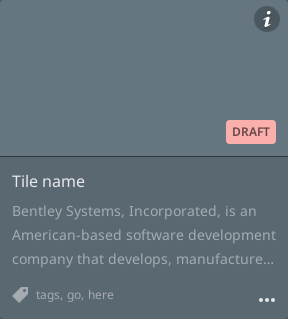 i
DRAFT
Tile name
Bentley Systems, Incorporated, is an
American-based software development
company that develops, manufacture…
tags, go, here